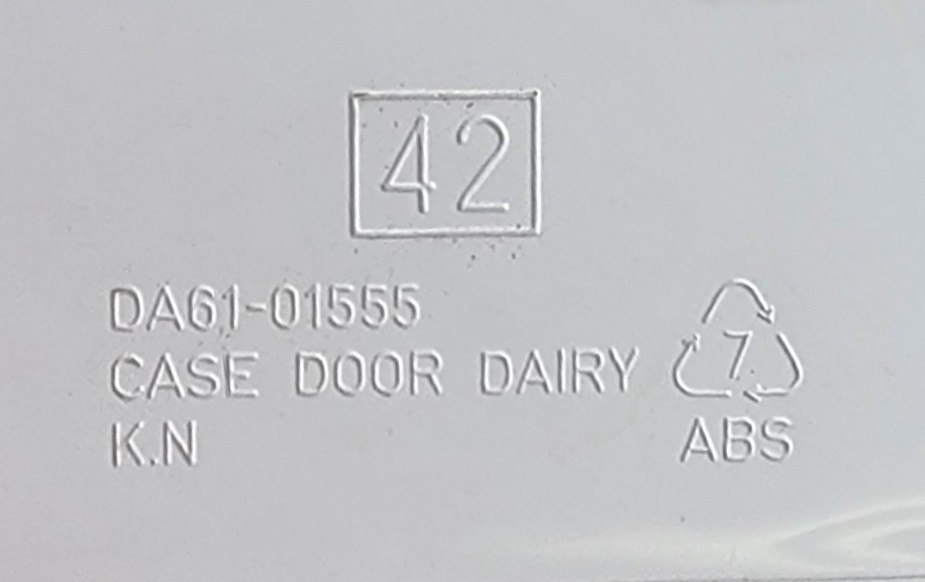 42
DA61-01555
CASE DOOR DAIRY
K.N
7
ABS